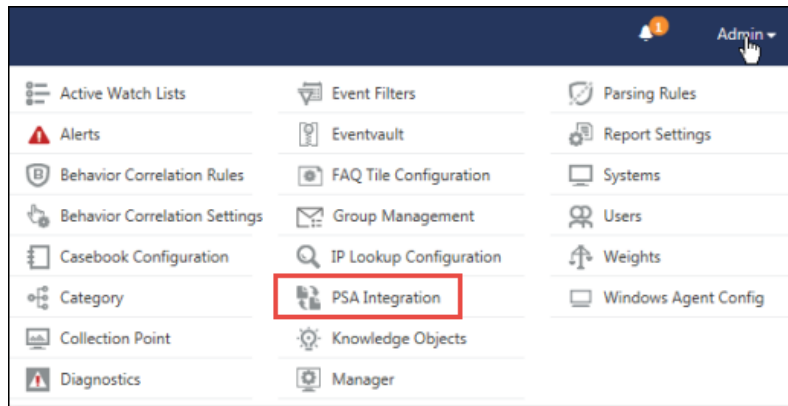 1
Admin
Active Watch Lists
Event Filters
Parsing Rules
Alerts
Eventvault
Report Settings
B
Behavior Correlation Rules
FAQ Tile Configuration
Systems
Behavior Correlation Settings
Group Management
Users
Casebook Configuration
IP Lookup Configuration
Weights
Category
PSA Integration
Windows Agent Config
Collection Point
Knowledge Objects
Diagnostics
Manager